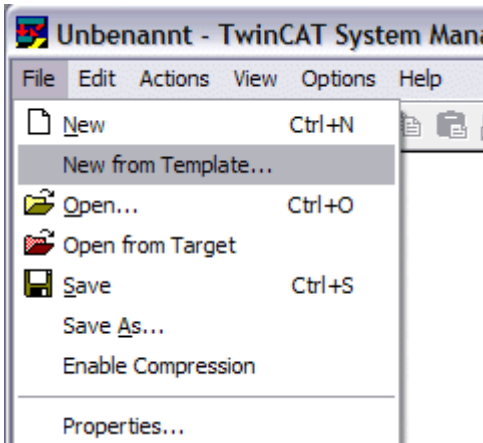 Unbenannt - TwinCAT System
File Edit Actions View Options Help
New Ctrl+N
New from Template...
Open... Ctrl+O
Open from Target
Save Ctrl+S
Save As...
Enable Compression
Properties...